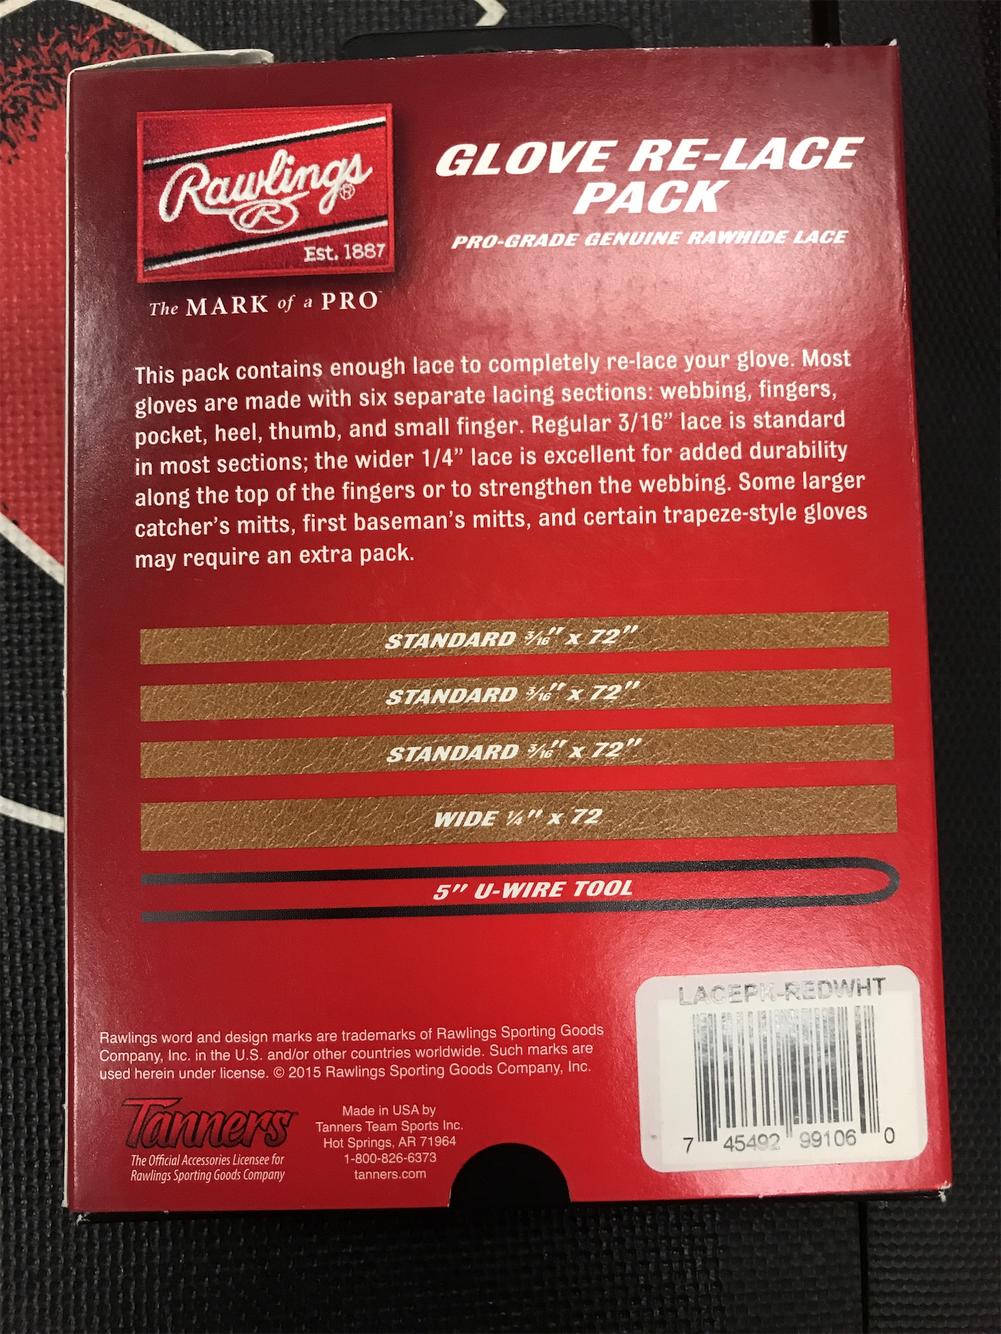 Rawlings®
R
Est. 1887
The MARK of a PRO™
GLOVE RE-LACE
PACK
PRO-GRADE GENUINE RAWHIDE LACE
This pack contains enough lace to completely re-lace your glove. Most
gloves are made with six separate lacing sections: webbing, fingers,
pocket, heel, thumb, and small finger. Regular 3/16” lace is standard
in most sections; the wider 1/4” lace is excellent for added durability
along the top of the fingers or to strengthen the webbing. Some larger
catcher’s mitts, first baseman’s mitts, and certain trapeze-style gloves
may require an extra pack.
STANDARD 3/16” x 72”
STANDARD 3/16” x 72”
STANDARD 3/16” x 72”
WIDE 1/4” x 72
5” U-WIRE TOOL
LACEPK-REDWHT
7 45492 99106 0
Rawlings word and design marks are trademarks of Rawlings Sporting Goods
Company, Inc. in the U.S. and/or other countries worldwide. Such marks are
used herein under license. © 2015 Rawlings Sporting Goods Company, Inc.
Tanners™
The Official Accessories Licensee for
Rawlings Sporting Goods Company
Made in USA by
Tanners Team Sports Inc.
Hot Springs, AR 71964
1-800-826-6373
tanners.com